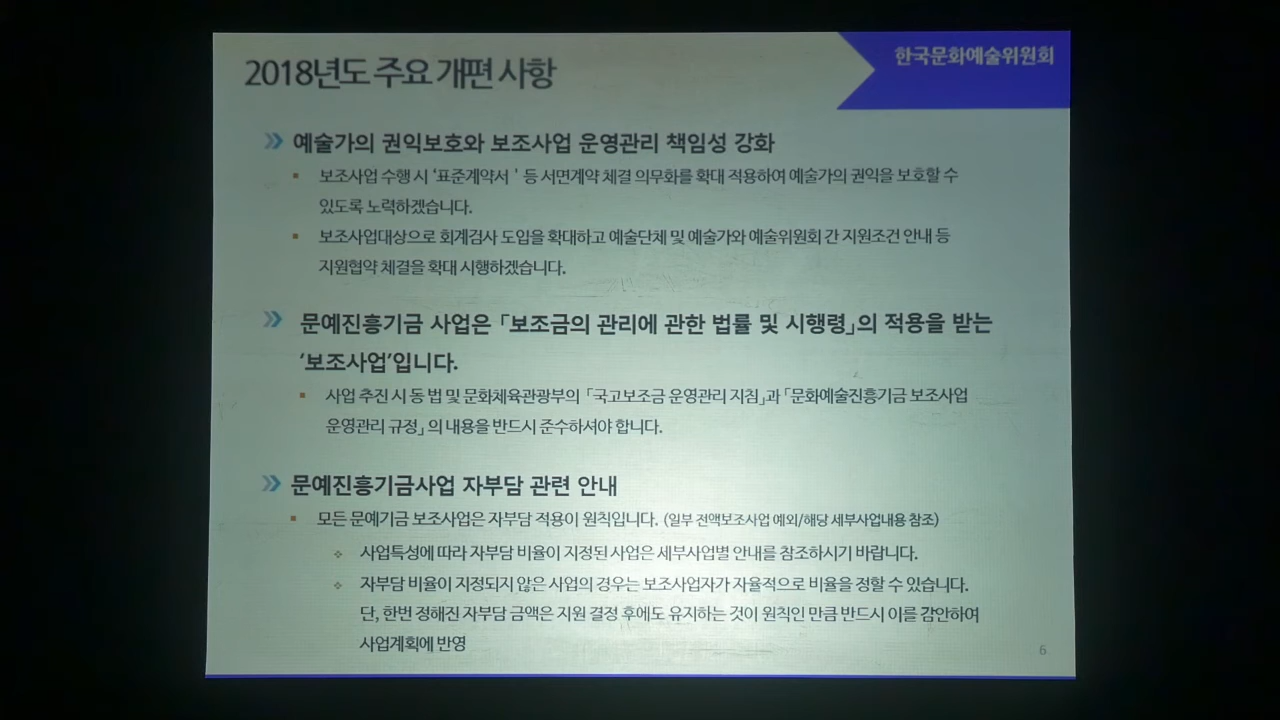 2018년도 주요 개편 사항
한국문화예술위원회
예술가의 권익보호와 보조사업 운영관리 책임성 강화
보조사업 수행 시 '표준계약서 ' 등 서면계약 체결 의무화를 확대 적용하여 예술가의 권익을 보호할 수
있도록 노력하겠습니다.
보조사업대상으로 회계검사 도입을 확대하고 예술단체 및 예술가와 예술위원회 간 지원조건 안내 등
지원협약 체결을 확대 시행하겠습니다.
문예진흥기금 사업은 「보조금의 관리에 관한 법률 및 시행령」의 적용을 받는
‘보조사업’입니다.
사업 추진 시 동 법 및 문화체육관광부의 「국고보조금 운영관리 지침」과 「문화예술진흥기금 보조사업
운영관리 규정」 의 내용을 반드시 준수하셔야 합니다.
문예진흥기금사업 자부담 관련 안내
모든 문예기금 보조사업은 자부담 적용이 원칙입니다. (일부 전액보조사업 예외/해당 세부사업내용 참조)
사업특성에 따라 자부담 비율이 지정된 사업은 세부사업별 안내를 참조하시기 바랍니다.
자부담 비율이 지정되지 않은 사업의 경우는 보조사업자가 자율적으로 비율을 정할 수 있습니다.
단, 한번 정해진 자부담 금액은 지원 결정 후에도 유지하는 것이 원칙인 만큼 반드시 이를 감안하여
사업계획에 반영
6